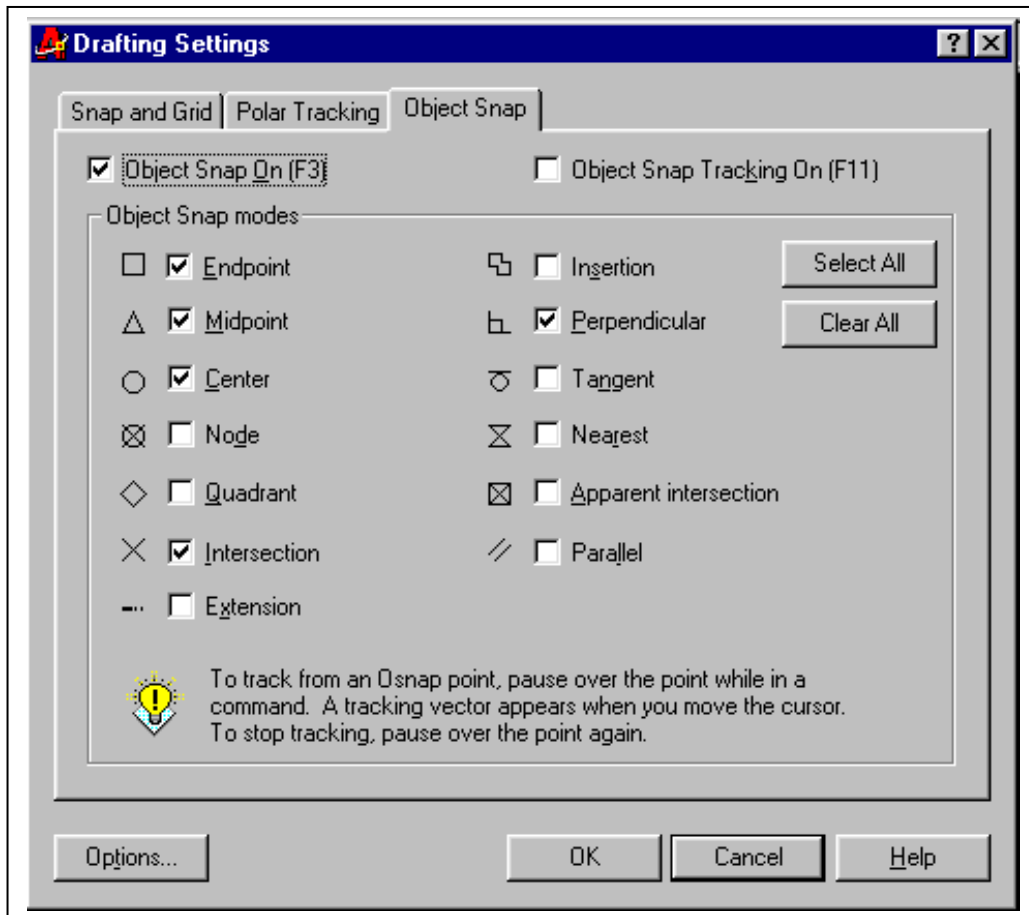 Drafting Settings
Snap and Grid Polar Tracking Object Snap
Object Snap On (F3) Object Snap Tracking On (F11)
Object Snap modes
Endpoint Insertion Select All
Midpoint Perpendicular Clear All
Center Tangent
Node Nearest
Quadrant Apparent intersection
Intersection Parallel
Extension
To track from an Osnap point, pause over the point while in a
command. A tracking vector appears when you move the cursor.
To stop tracking, pause over the point again.
Options... OK Cancel Help